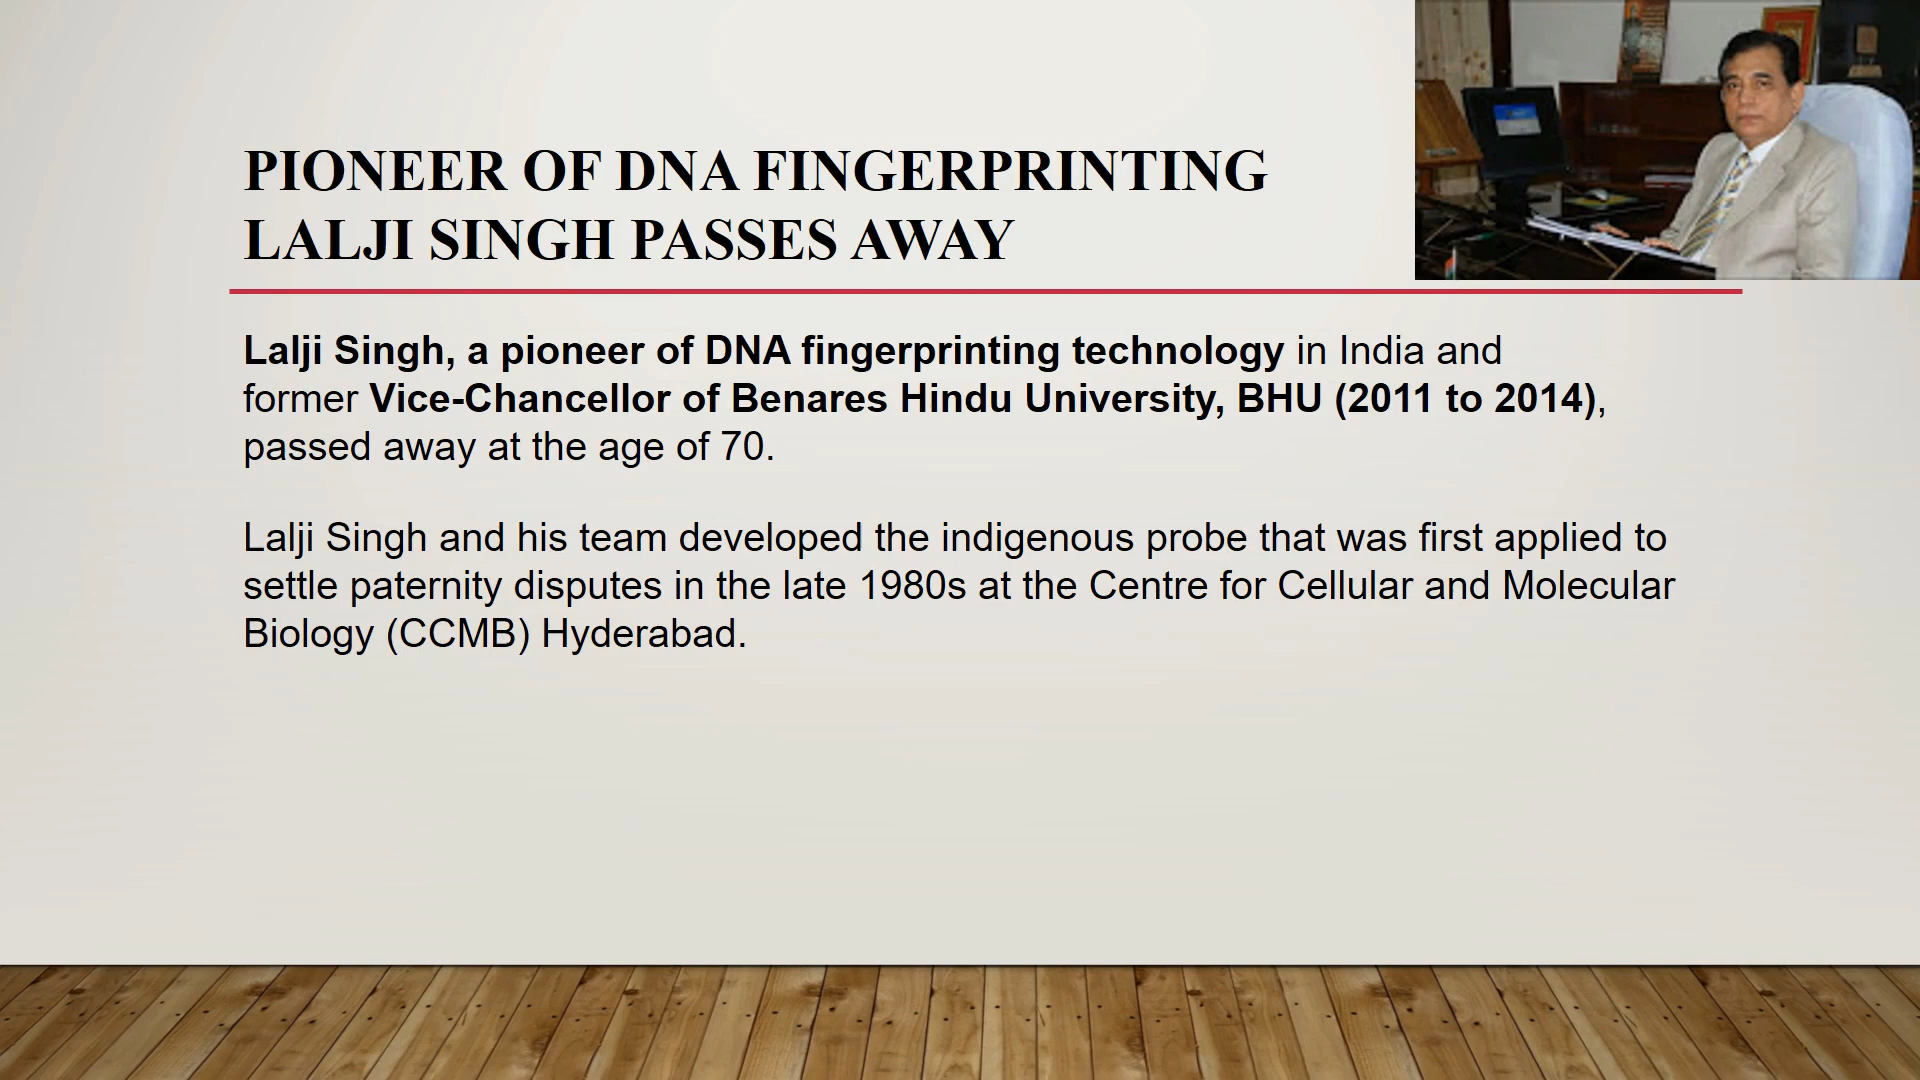 PIONEER OF DNA FINGERPRINTING
LALJI SINGH PASSES AWAY
Lalji Singh, a pioneer of DNA fingerprinting technology in India and
former Vice-Chancellor of Benares Hindu University, BHU (2011 to 2014),
passed away at the age of 70.
Lalji Singh and his team developed the indigenous probe that was first applied to
settle paternity disputes in the late 1980s at the Centre for Cellular and Molecular
Biology (CCMB) Hyderabad.